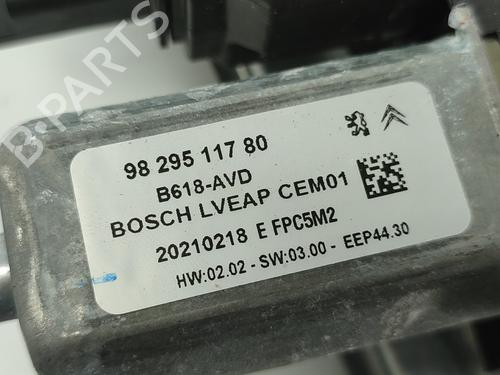 B-PARTS
98 295 117 80
B618-AVD
BOSCH LVEAP CEM01
20210218 E FPC5M2
HW:02.02 - SW:03.00 - EEP44.30